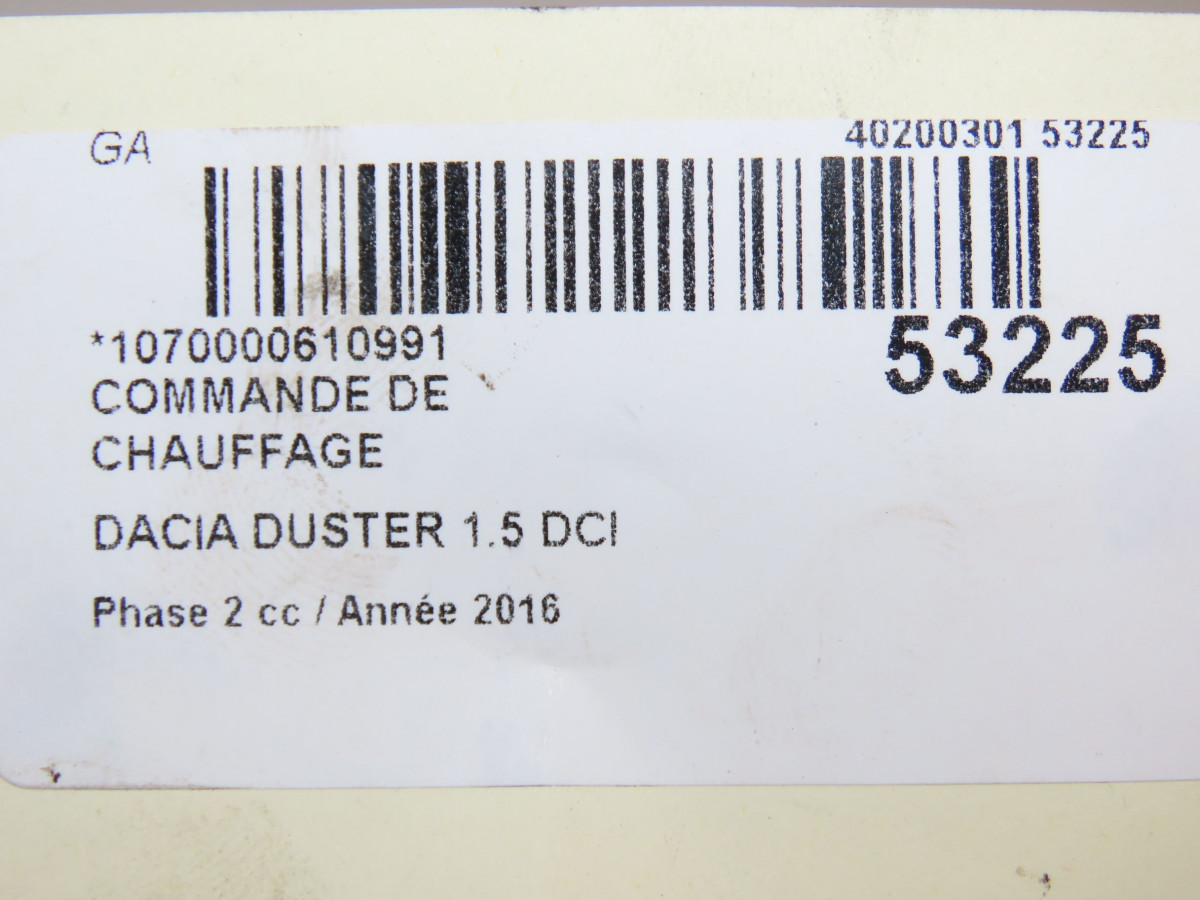 GA
40200301 53225
*1070000610991
53225
COMMANDE DE
CHAUFFAGE
DACIA DUSTER 1.5 DCI
Phase 2 cc / Année 2016